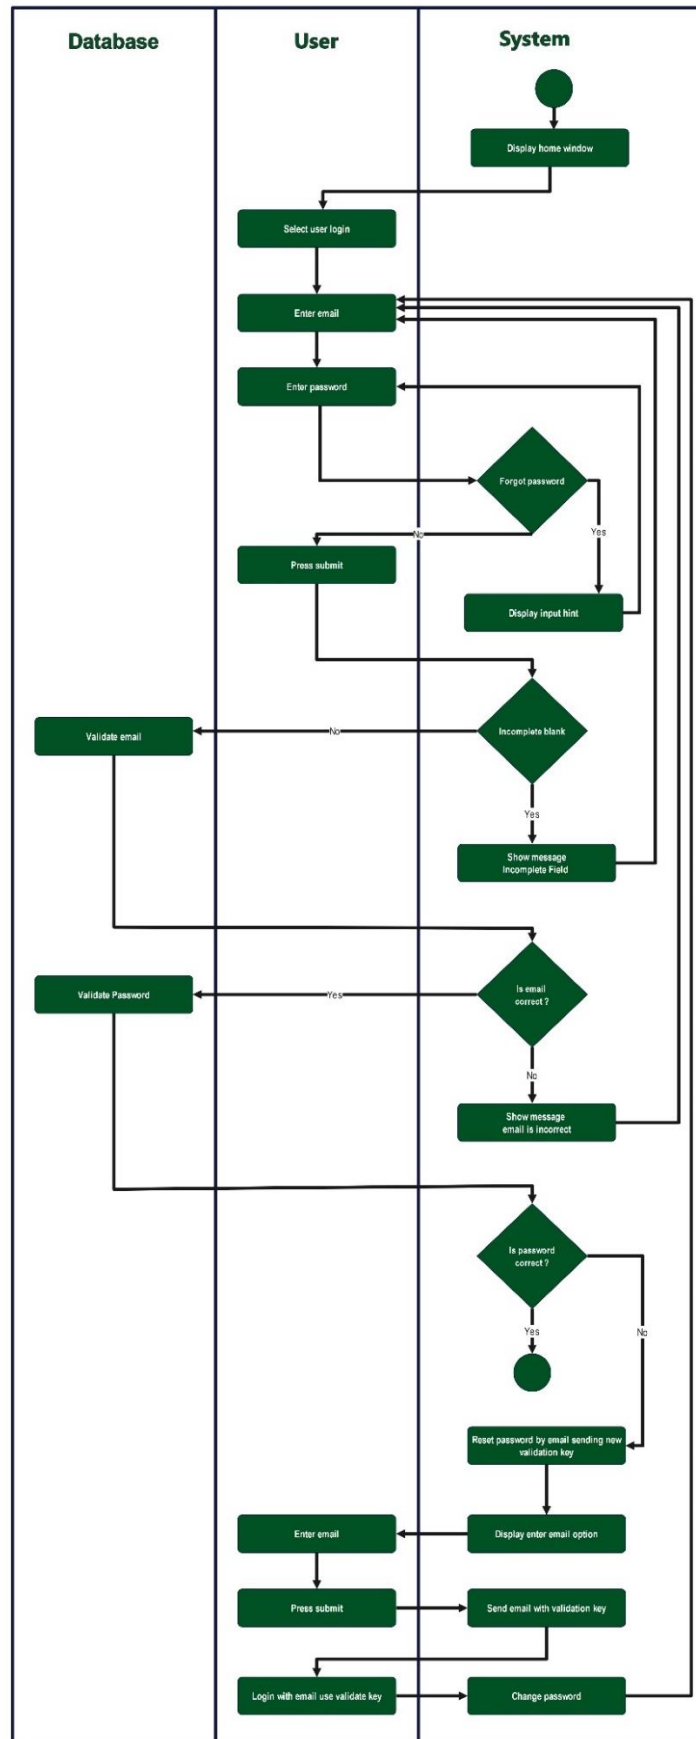 Database
User
System
Display home window
Select user login
Enter email
Enter password
Forgot password
Yes
No
Press submit
Display input hint
Incomplete blank
No
Validate email
Yes
Show message
Incomplete Field
Is email
correct ?
Yes
Validate Password
No
Show message
email is incorrect
Is password
correct ?
Yes
No
Reset password by email sending new
validation key
Display enter email option
Enter email
Press submit
Send email with validation key
Login with email use validate key
Change password